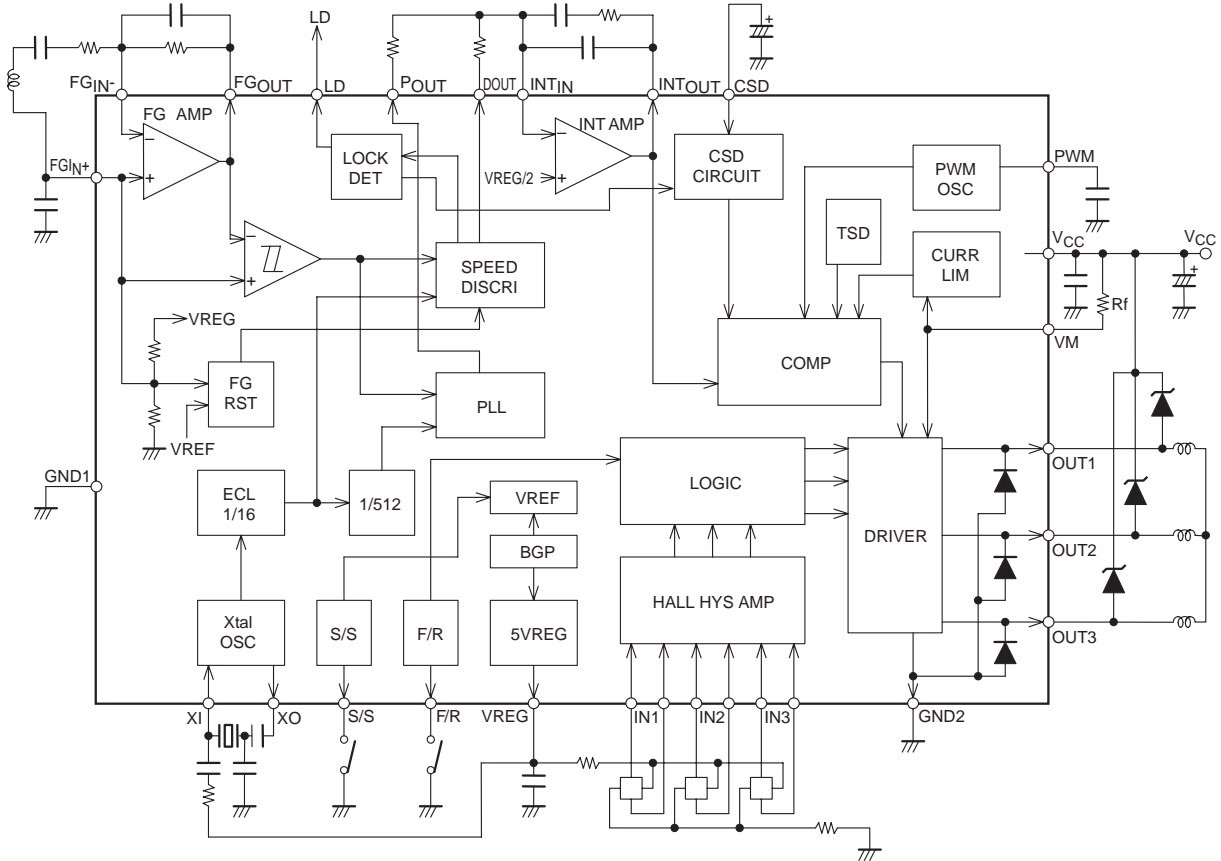 LD
+
FGIN-
FGOUT
LD
POUT
DOUT
INTIN
INTOUT
CSD
FG AMP
−
+
FGIN+
LOCK
DET
INT AMP
−
VREG/2
+
CSD
CIRCUIT
PWM
OSC
PWM
−
+
SPEED
DISCRI
TSD
CURR
LIM
VCC
VCC
+
Rf
VM
VREG
FG
RST
VREF
PLL
COMP
GND1
ECL
1/16
1/512
VREF
BGP
LOGIC
DRIVER
OUT1
OUT2
OUT3
Xtal
OSC
S/S
F/R
5VREG
HALL HYS AMP
XI
XO
S/S
F/R
VREG
IN1
IN2
IN3
GND2